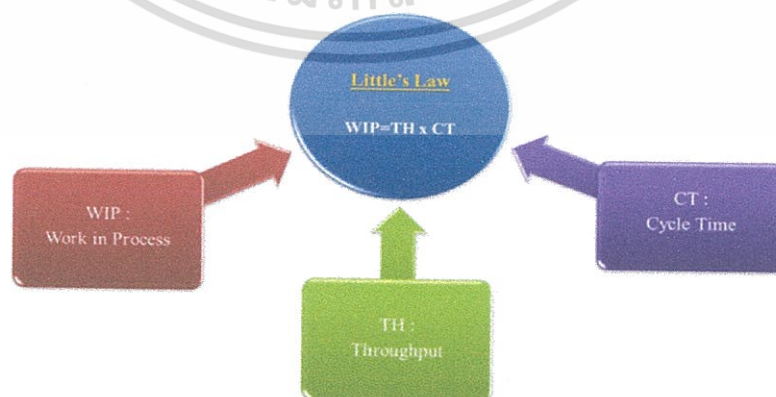 Little's Law
WIP=TH x CT
WIP :
Work in Process
CT :
Cycle Time
TH :
Throughput